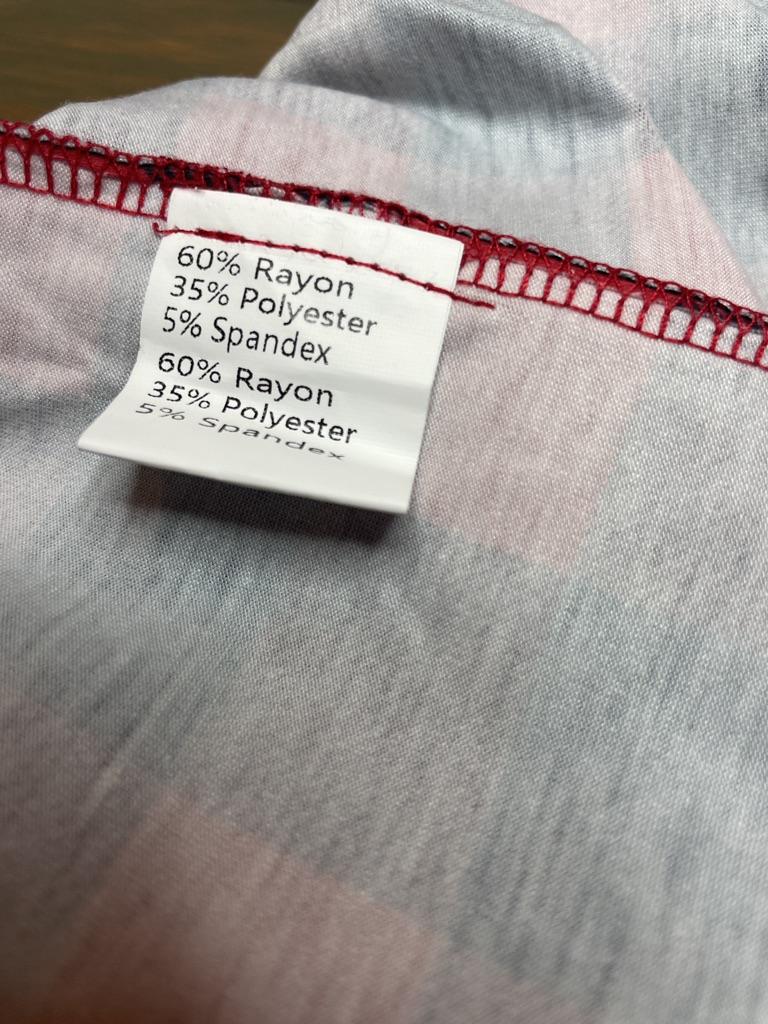 60% Rayon
35% Polyester
5% Spandex
60% Rayon
35% Polyester
5% Spandex